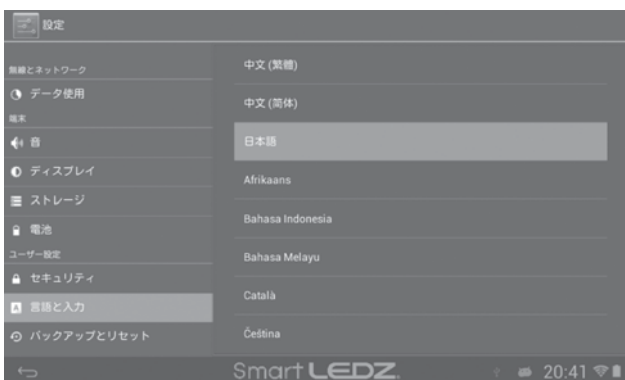 設定
無線とネットワーク
データ使用
端末
音
ディスプレイ
ストレージ
電池
ユーザー設定
セキュリティ
言語と入力
バックアップとリセット
中文 (繁體)
中文 (简体)
日本語
Afrikaans
Bahasa Indonesia
Bahasa Melayu
Català
Čeština
Smart LEDZ.
20:41